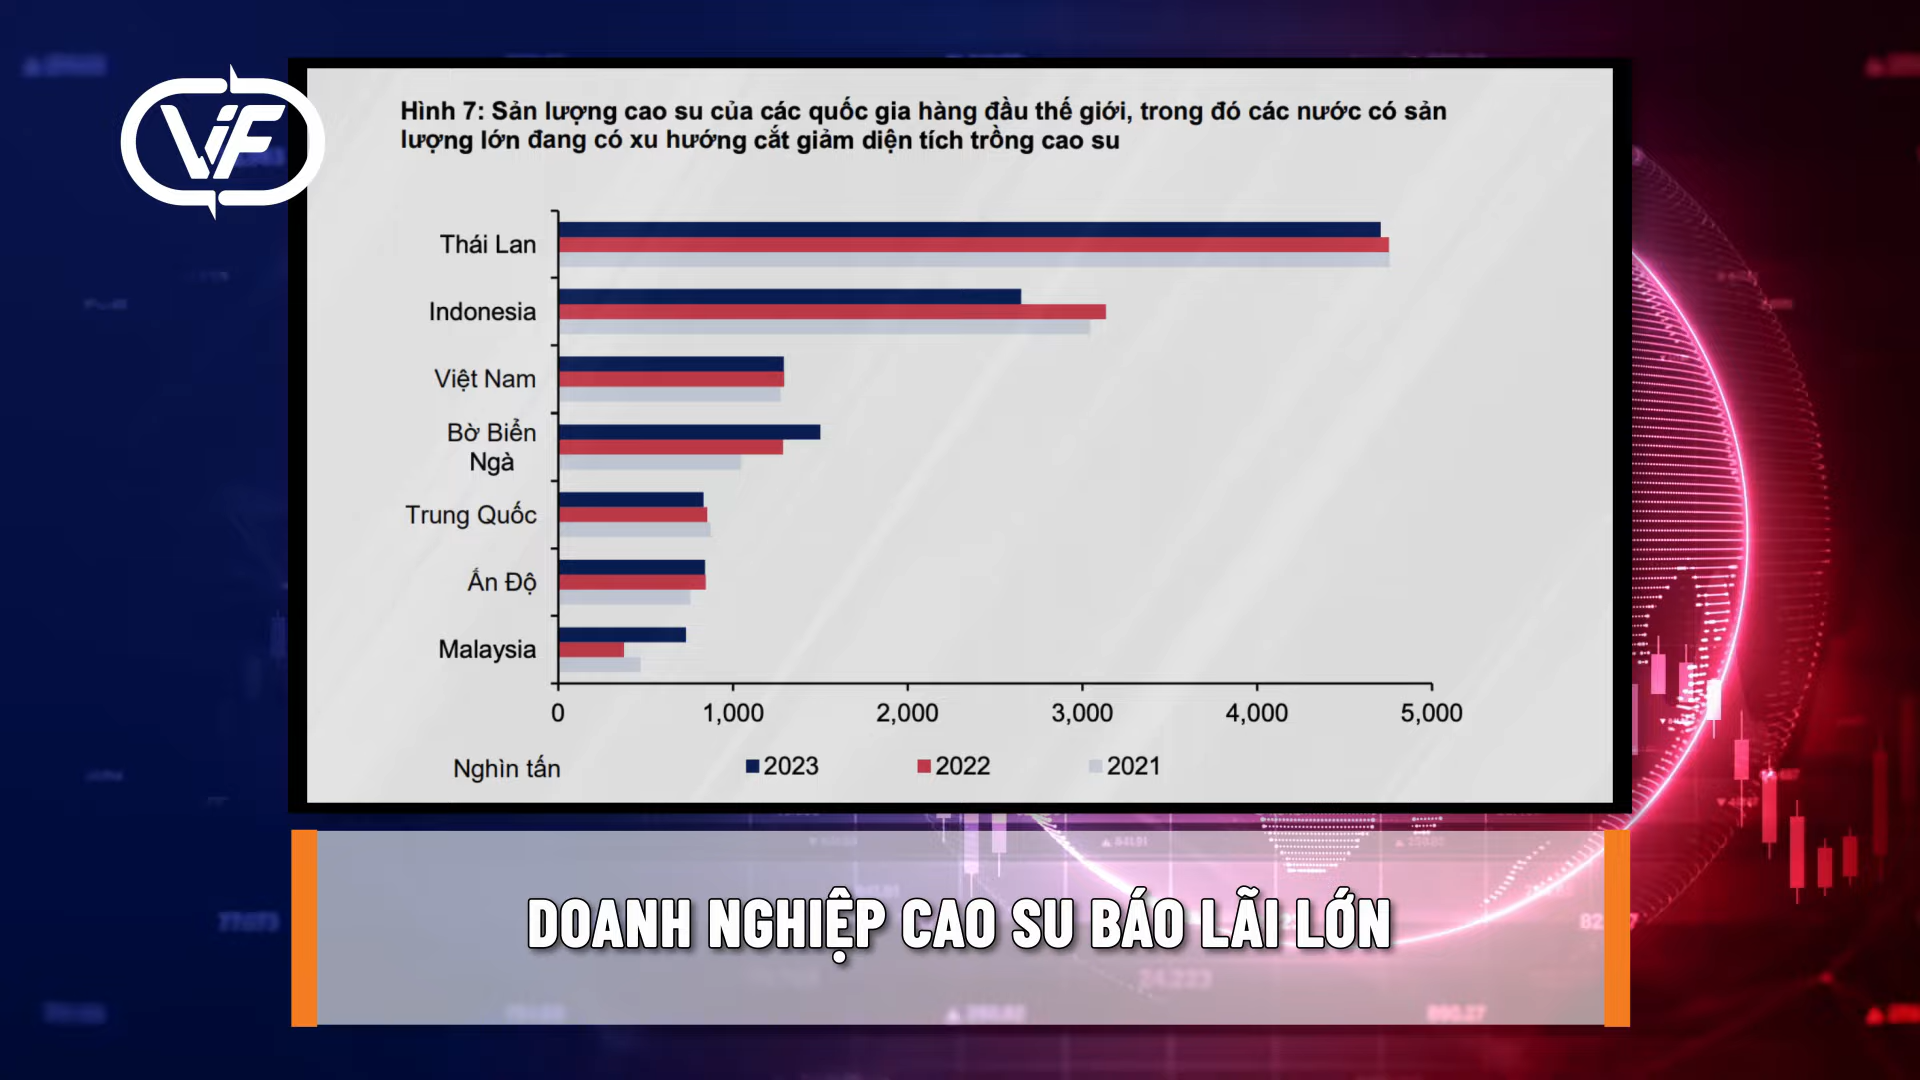 VF
Hình 7: Sản lượng cao su của các quốc gia hàng đầu thế giới, trong đó các nước có sản
lượng lớn đang có xu hướng cắt giảm diện tích trồng cao su
Thái Lan
Indonesia
Việt Nam
Bờ Biển
Ngà
Trung Quốc
Ấn Độ
Malaysia
0 1,000 2,000 3,000 4,000 5,000
Nghìn tấn 2023 2022 2021
DOANH NGHIỆP CAO SU BÁO LÃI LỚN